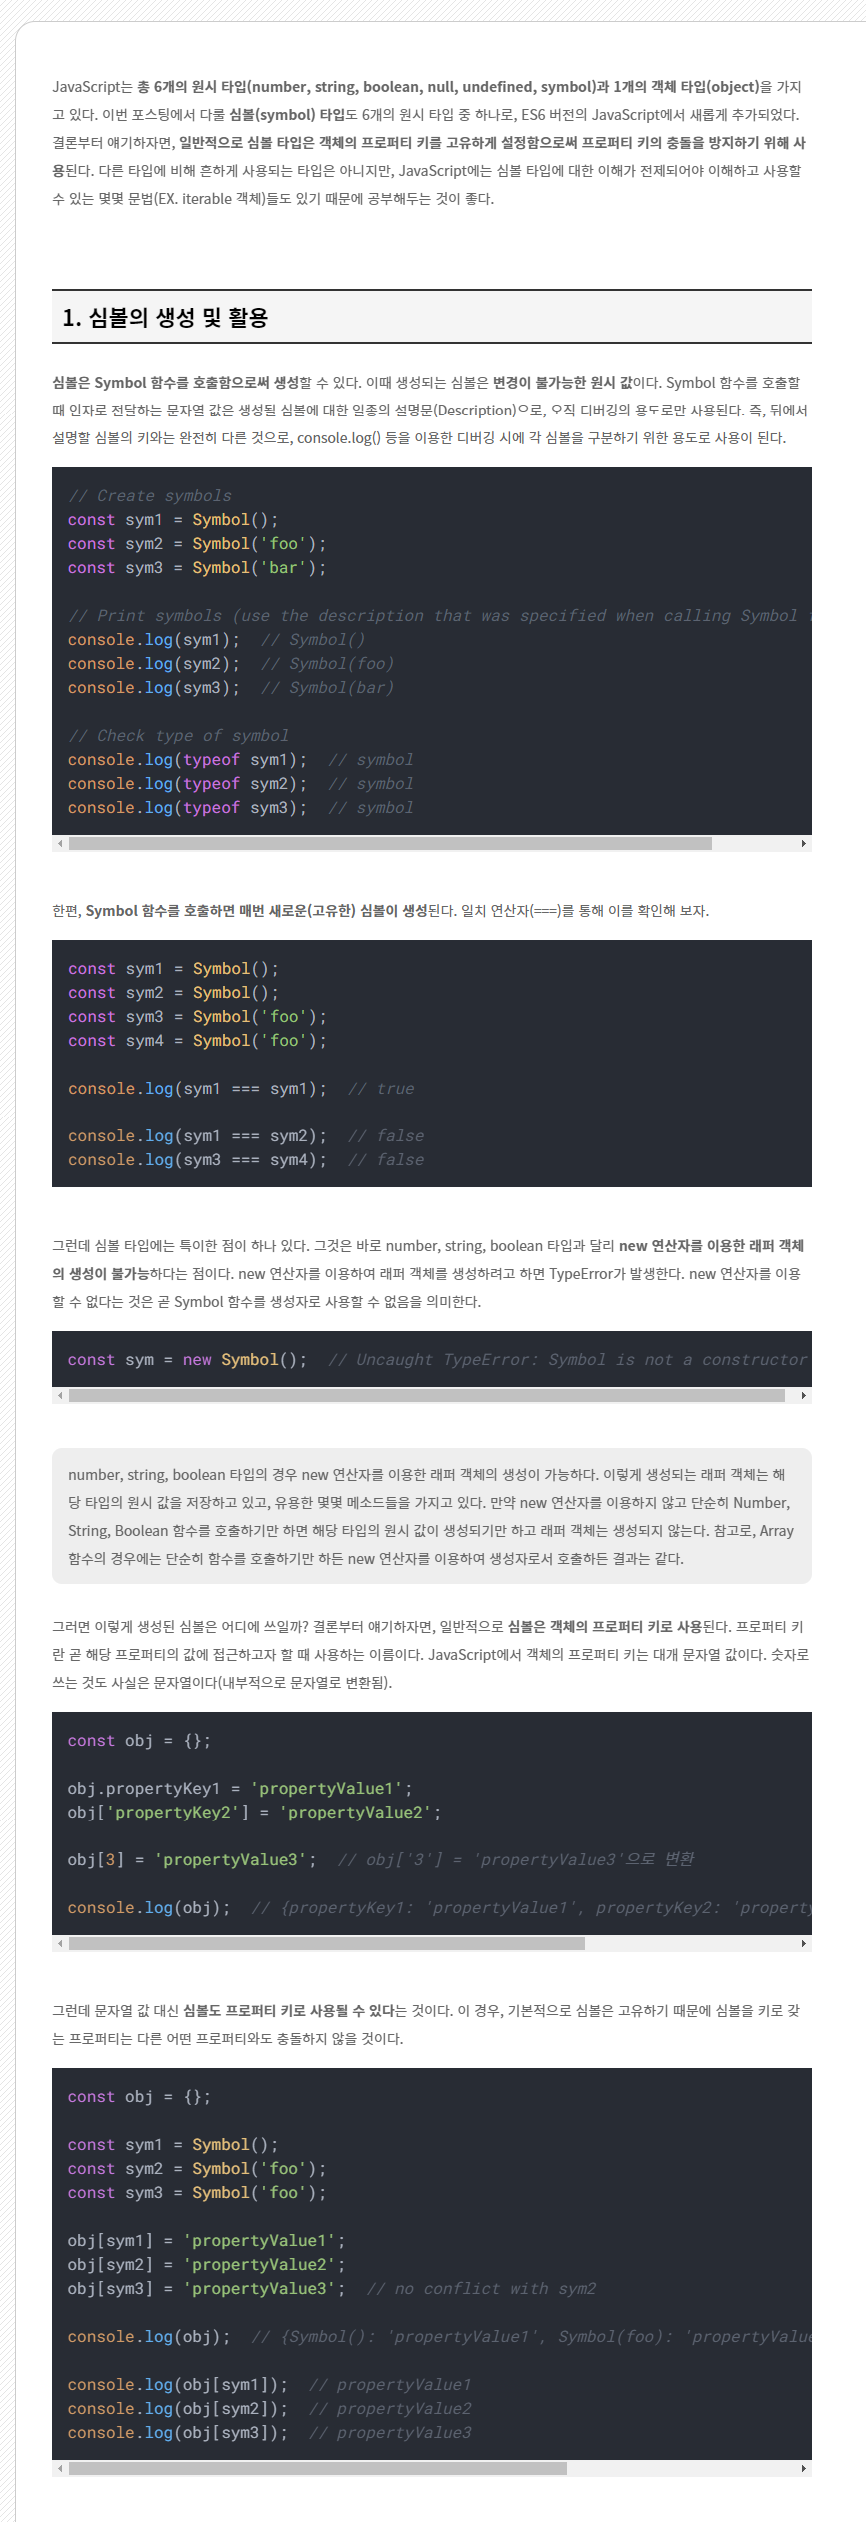 JavaScript는 총 6개의 원시 타입(number, string, boolean, null, undefined, symbol)과 1개의 객체 타입(object)을 가지
고 있다. 이번 포스팅에서 다룰 심볼(symbol) 타입도 6개의 원시 타입 중 하나로, ES6 버전의 JavaScript에서 새롭게 추가되었다.
결론부터 얘기하자면, 일반적으로 심볼 타입은 객체의 프로퍼티 키를 고유하게 설정함으로써 프로퍼티 키의 충돌을 방지하기 위해 사
용된다. 다른 타입에 비해 흔하게 사용되는 타입은 아니지만, JavaScript에는 심볼 타입에 대한 이해가 전제되어야 이해하고 사용할
수 있는 몇몇 문법(EX. iterable 객체)들도 있기 때문에 공부해두는 것이 좋다.
1. 심볼의 생성 및 활용
심볼은 Symbol 함수를 호출함으로써 생성할 수 있다. 이때 생성되는 심볼은 변경이 불가능한 원시 값이다. Symbol 함수를 호출할
때 인자로 전달하는 문자열 값은 생성될 심볼에 대한 일종의 설명문(Description)으로, 오직 디버깅의 용도로만 사용된다. 즉, 뒤에서
설명할 심볼의 키와는 완전히 다른 것으로, console.log() 등을 이용한 디버깅 시에 각 심볼을 구분하기 위한 용도로 사용이 된다.
// Create symbols
const sym1 = Symbol();
const sym2 = Symbol('foo');
const sym3 = Symbol('bar');
// Print symbols (use the description that was specified when calling Symbol
console.log(sym1);  // Symbol()
console.log(sym2);  // Symbol(foo)
console.log(sym3);  // Symbol(bar)
// Check type of symbol
console.log(typeof sym1);  // symbol
console.log(typeof sym2);  // symbol
console.log(typeof sym3);  // symbol
한편, Symbol 함수를 호출하면 매번 새로운(고유한) 심볼이 생성된다. 일치 연산자(===)를 통해 이를 확인해 보자.
const sym1 = Symbol();
const sym2 = Symbol();
const sym3 = Symbol('foo');
const sym4 = Symbol('foo');
console.log(sym1 === sym1);  // true
console.log(sym1 === sym2);  // false
console.log(sym3 === sym4);  // false
그런데 심볼 타입에는 특이한 점이 하나 있다. 그것은 바로 number, string, boolean 타입과 달리 new 연산자를 이용한 래퍼 객체
의 생성이 불가능하다는 점이다. new 연산자를 이용하여 래퍼 객체를 생성하려고 하면 TypeError가 발생한다. new 연산자를 이용
할 수 없다는 것은 곧 Symbol 함수를 생성자로 사용할 수 없음을 의미한다.
const sym = new Symbol();  // Uncaught TypeError: Symbol is not a constructor
number, string, boolean 타입의 경우 new 연산자를 이용한 래퍼 객체의 생성이 가능하다. 이렇게 생성되는 래퍼 객체는 해
당 타입의 원시 값을 저장하고 있고, 유용한 몇몇 메소드들을 가지고 있다. 만약 new 연산자를 이용하지 않고 단순히 Number,
String, Boolean 함수를 호출하기만 하면 해당 타입의 원시 값이 생성되기만 하고 래퍼 객체는 생성되지 않는다. 참고로, Array
함수의 경우에는 단순히 함수를 호출하기만 하든 new 연산자를 이용하여 생성자로서 호출하든 결과는 같다.
그러면 이렇게 생성된 심볼은 어디에 쓰일까? 결론부터 얘기하자면, 일반적으로 심볼은 객체의 프로퍼티 키로 사용된다. 프로퍼티 키
란 곧 해당 프로퍼티의 값에 접근하고자 할 때 사용하는 이름이다. JavaScript에서 객체의 프로퍼티 키는 대개 문자열 값이다. 숫자로
쓰는 것도 사실은 문자열이다(내부적으로 문자열로 변환됨).
const obj = {};
obj.propertyKey1 = 'propertyValue1';
obj['propertyKey2'] = 'propertyValue2';
obj[3] = 'propertyValue3';  // obj['3'] = 'propertyValue3'으로 변환
console.log(obj);  // {propertyKey1: 'propertyValue1', propertyKey2: 'property
그런데 문자열 값 대신 심볼도 프로퍼티 키로 사용될 수 있다는 것이다. 이 경우, 기본적으로 심볼은 고유하기 때문에 심볼을 키로 갖
는 프로퍼티는 다른 어떤 프로퍼티와도 충돌하지 않을 것이다.
const obj = {};
const sym1 = Symbol();
const sym2 = Symbol('foo');
const sym3 = Symbol('foo');
obj[sym1] = 'propertyValue1';
obj[sym2] = 'propertyValue2';
obj[sym3] = 'propertyValue3';  // no conflict with sym2
console.log(obj);  // {Symbol(): 'propertyValue1', Symbol(foo): 'propertyValue
console.log(obj[sym1]);  // propertyValue1
console.log(obj[sym2]);  // propertyValue2
console.log(obj[sym3]);  // propertyValue3